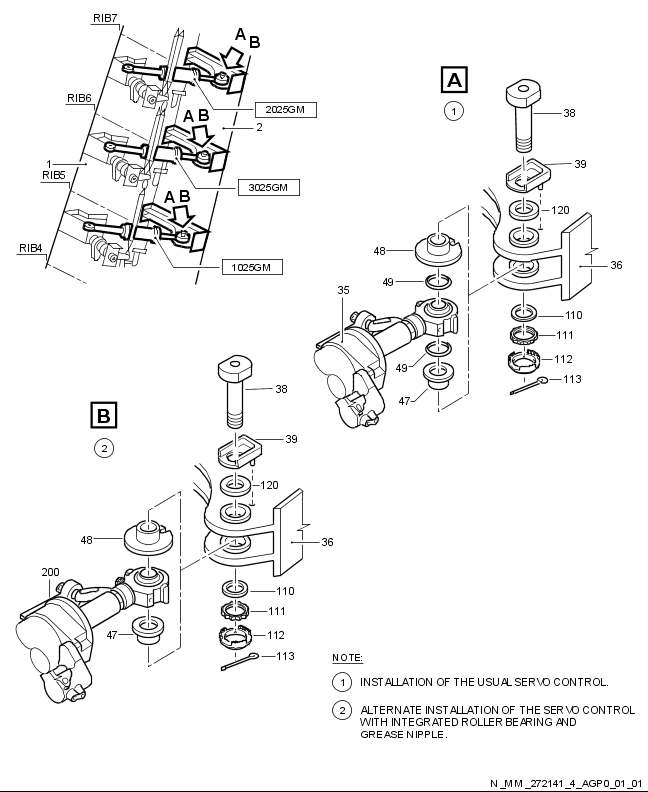 RIB7
A
B
RIB6
2025GM
A B
2
1
RIB5
3025GM
A B
RIB4
1025GM
A
1
38
39
120
48
36
49
35
110
111
49
112
113
47
38
B
2
39
120
48
36
200
110
47
111
112
113
NOTE:
1 INSTALLATION OF THE USUAL SERVO CONTROL.
2 ALTERNATE INSTALLATION OF THE SERVO CONTROL
WITH INTEGRATED ROLLER BEARING AND
GREASE NIPPLE.
N_MM_272141_4_AGP0_01_01